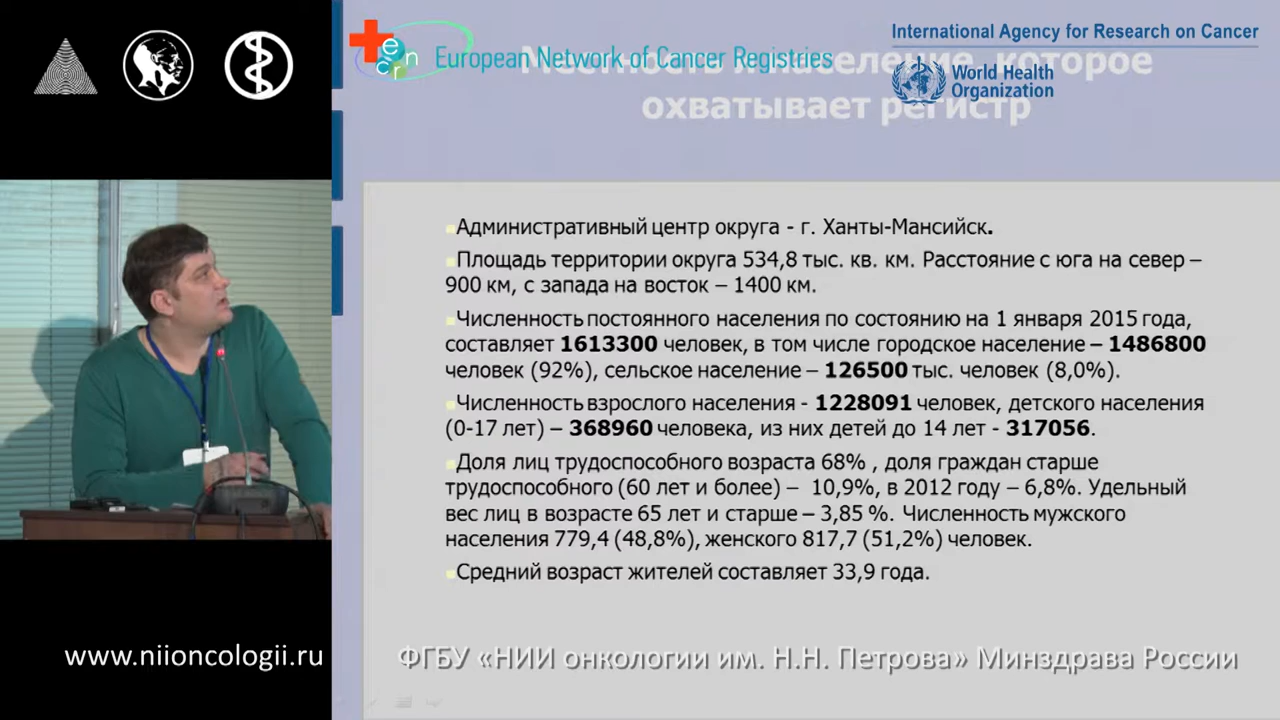 European Network of Cancer Registries
International Agency for Research on Cancer
World Health
Organization
Местность и население, которое
охватывает регистр
Административный центр округа - г. Ханты-Мансийск.
Площадь территории округа 534,8 тыс. кв. км. Расстояние с юга на север –
900 км, с запада на восток – 1400 км.
Численность постоянного населения по состоянию на 1 января 2015 года,
составляет 1613300 человек, в том числе городское население – 1486800
человек (92%), сельское население – 126500 тыс. человек (8,0%).
Численность взрослого населения - 1228091 человек, детского населения
(0-17 лет) – 368960 человека, из них детей до 14 лет - 317056.
Доля лиц трудоспособного возраста 68% , доля граждан старше
трудоспособного (60 лет и более) – 10,9%, в 2012 году – 6,8%. Удельный
вес лиц в возрасте 65 лет и старше – 3,85 %. Численность мужского
населения 779,4 (48,8%), женского 817,7 (51,2%) человек.
Средний возраст жителей составляет 33,9 года.
www.niioncologii.ru
ФГБУ «НИИ онкологии им. Н.Н. Петрова» Минздрава России